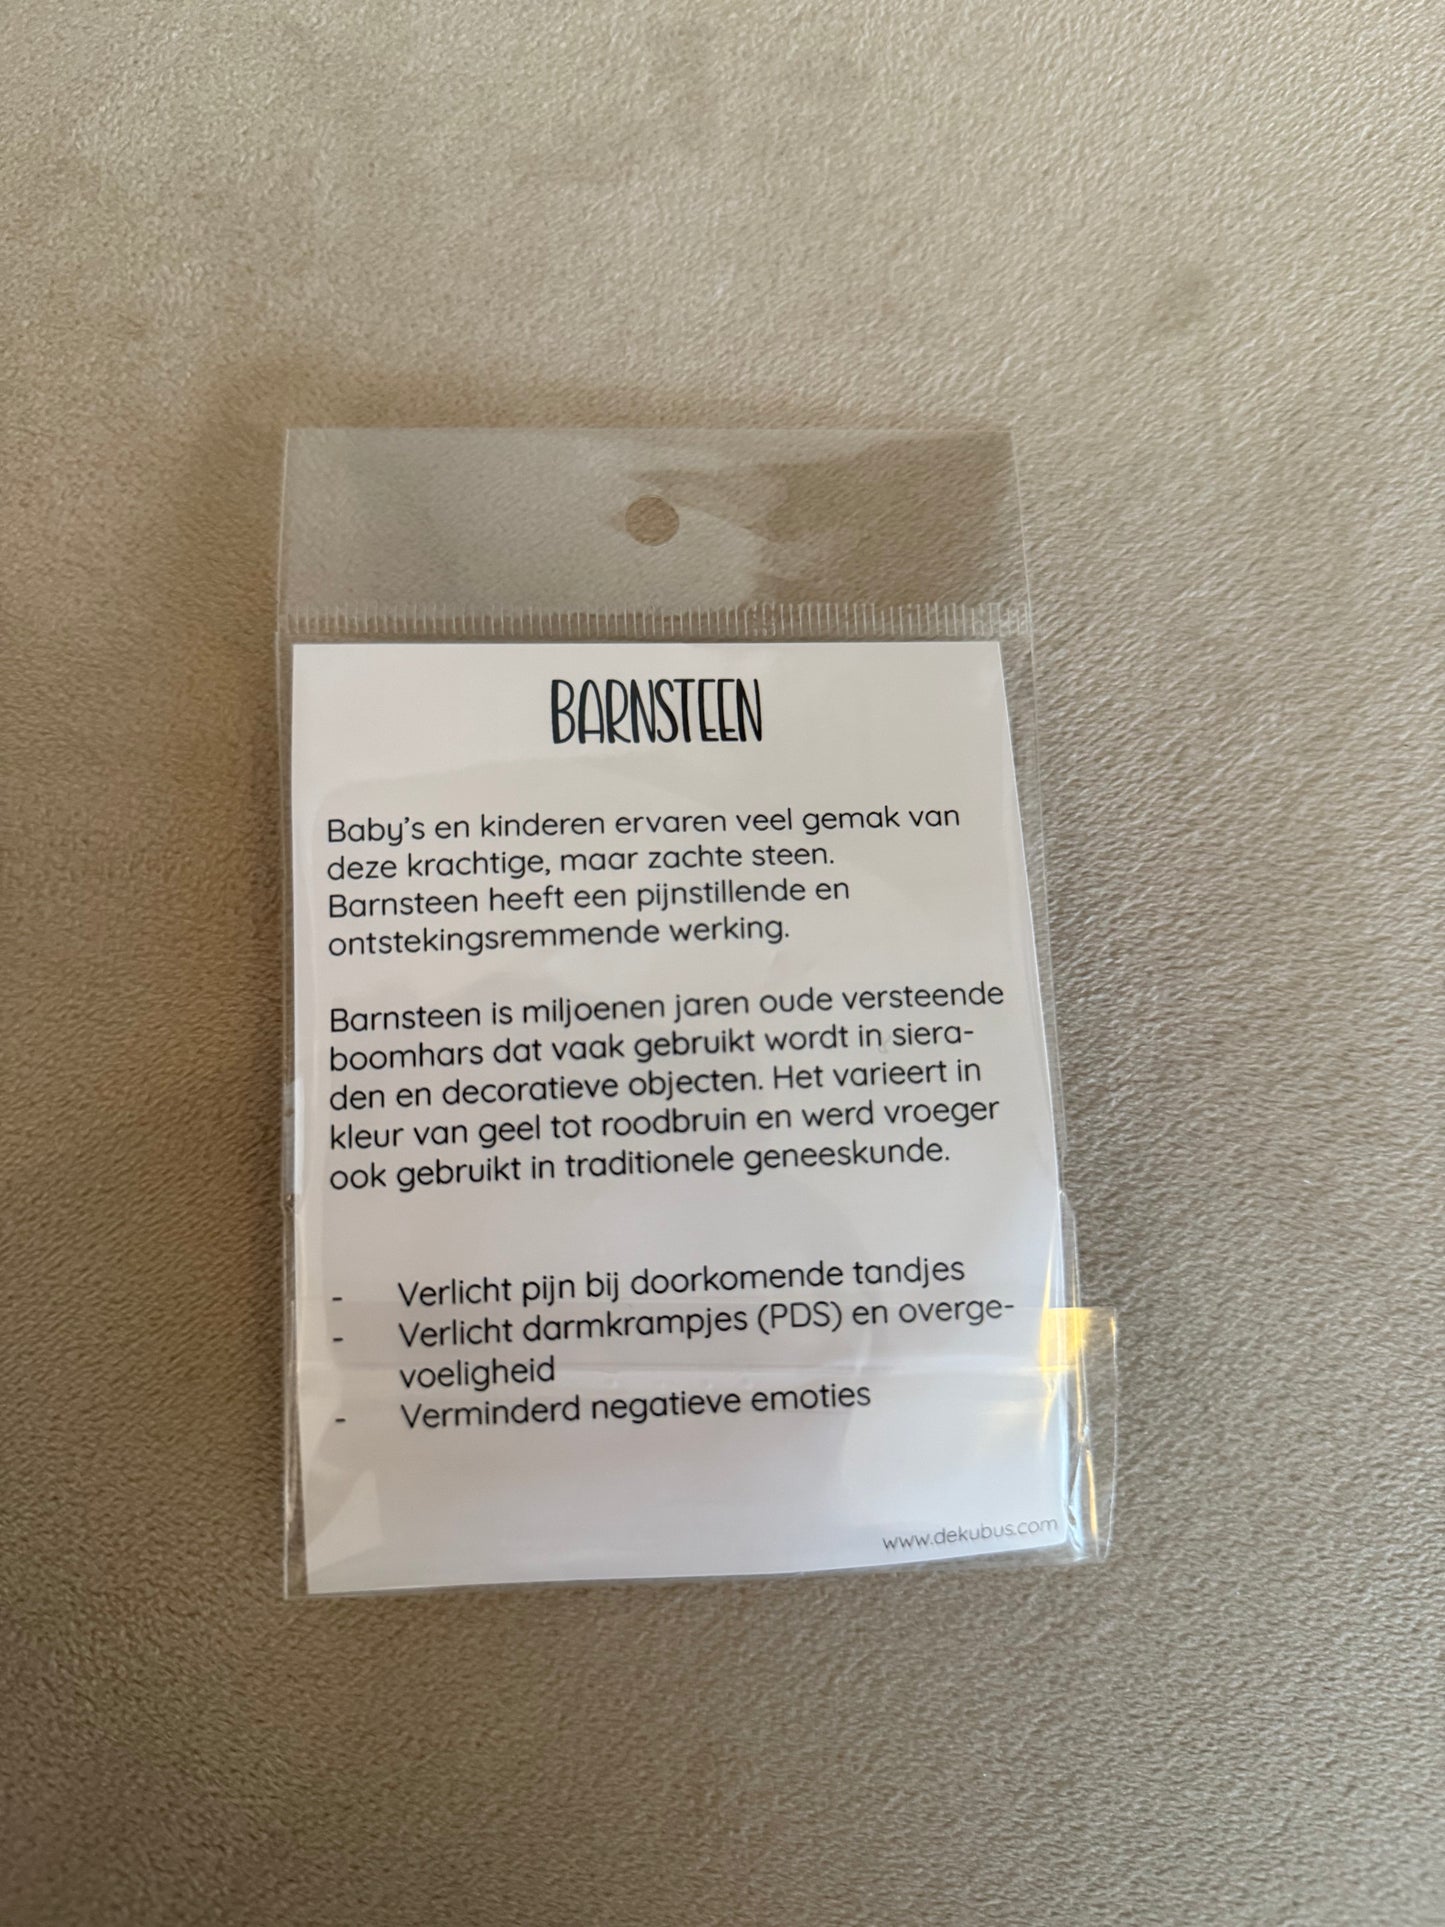 BARNSTEEN
Baby's en kinderen ervaren veel gemak van
deze krachtige, maar zachte steen.
Barnsteen heeft een pijnstillende en
ontstekingsremmende werking.
Barnsteen is miljoenen jaren oude versteende
boomhars dat vaak gebruikt wordt in siera-
den en decoratieve objecten. Het varieert in
kleur van geel tot roodbruin en werd vroeger
ook gebruikt in traditionele geneeskunde.
- Verlicht pijn bij doorkomende tandjes
- Verlicht darmkrampjes (PDS) en overge-
voeligheid
- Verminderd negatieve emoties
www.dekubus.com